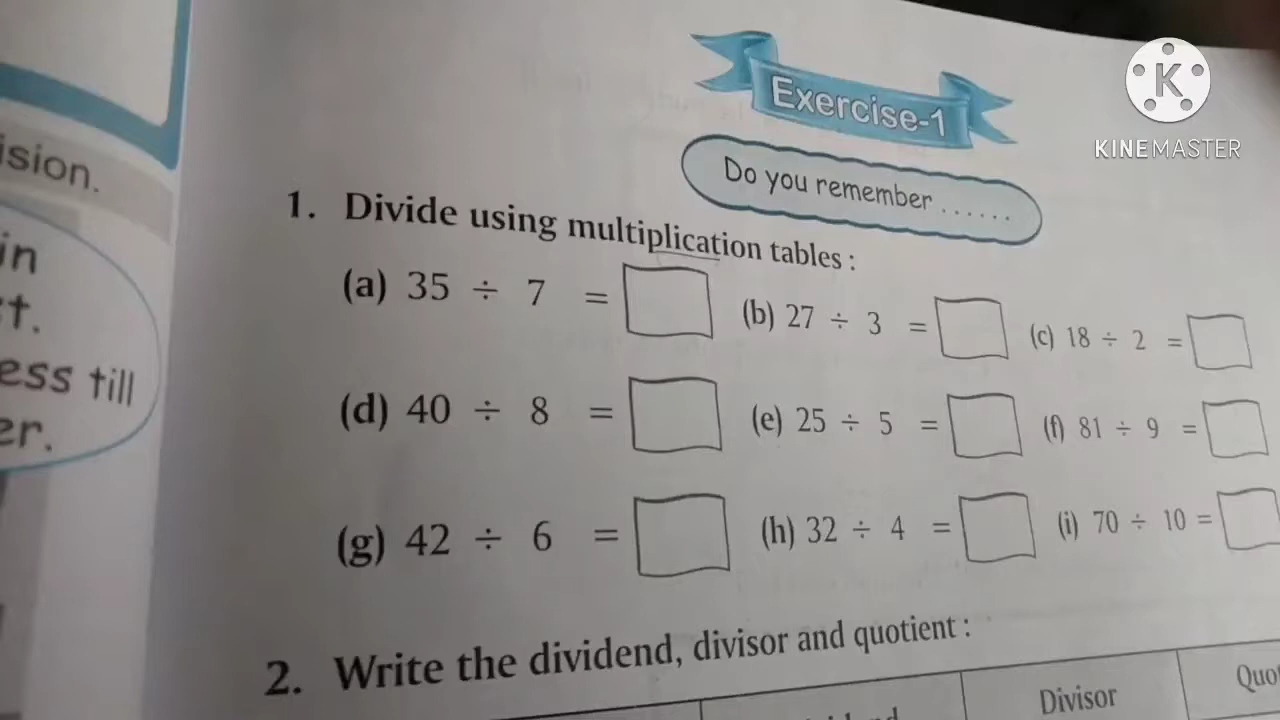 Exercise-1
K
KINEMASTER
Do you remember ......
1. Divide using multiplication tables :
(a) 35 ÷ 7 =
(b) 27 ÷ 3 =
(c) 18 ÷ 2 =
(d) 40 ÷ 8 =
(e) 25 ÷ 5 =
(f) 81 ÷ 9 =
(g) 42 ÷ 6 =
(h) 32 ÷ 4 =
(i) 70 ÷ 10 =
2. Write the dividend, divisor and quotient :
Divisor
ision.
in
t.
ess till
er.